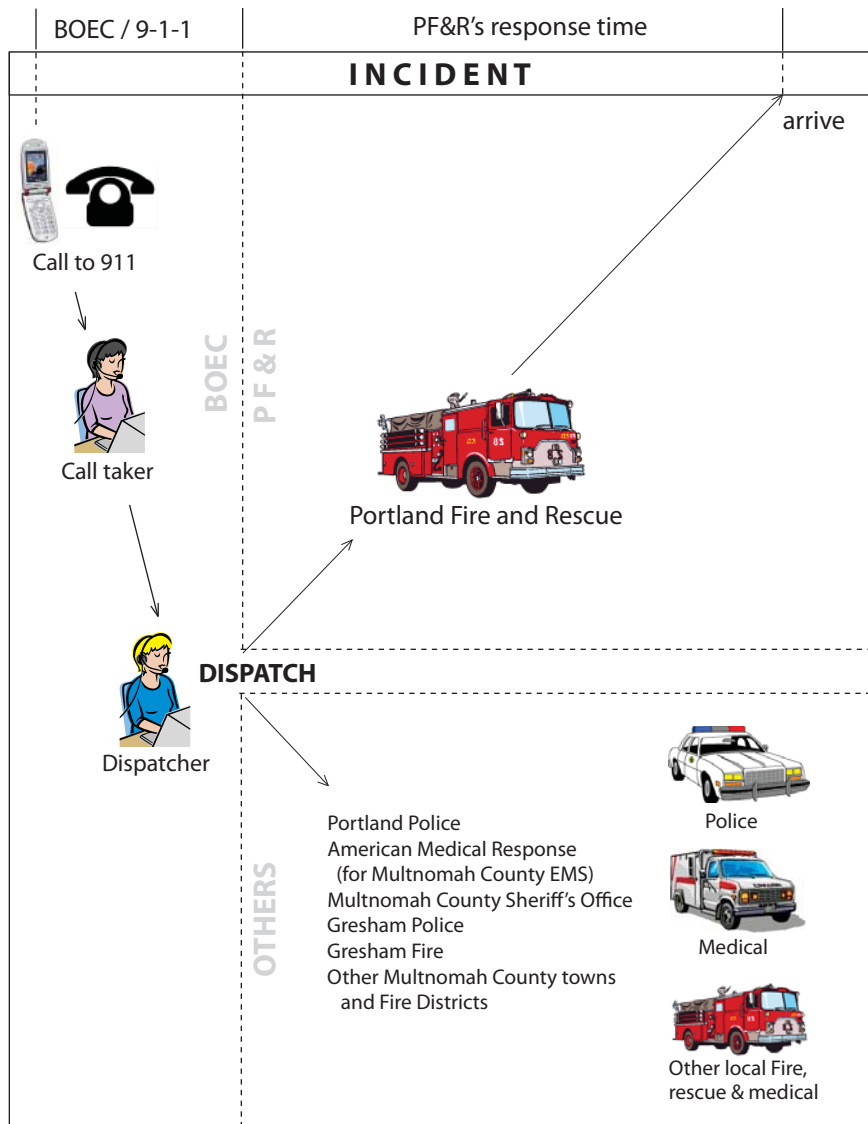 BOEC / 9-1-1
PF&R's response time
INCIDENT
arrive
Call to 911
BOEC
PF&R
Call taker
Portland Fire and Rescue
DISPATCH
Dispatcher
OTHERS
Portland Police
American Medical Response
(for Multnomah County EMS)
Multnomah County Sheriff's Office
Gresham Police
Gresham Fire
Other Multnomah County towns
and Fire Districts
Police
Medical
Other local Fire,
rescue & medical